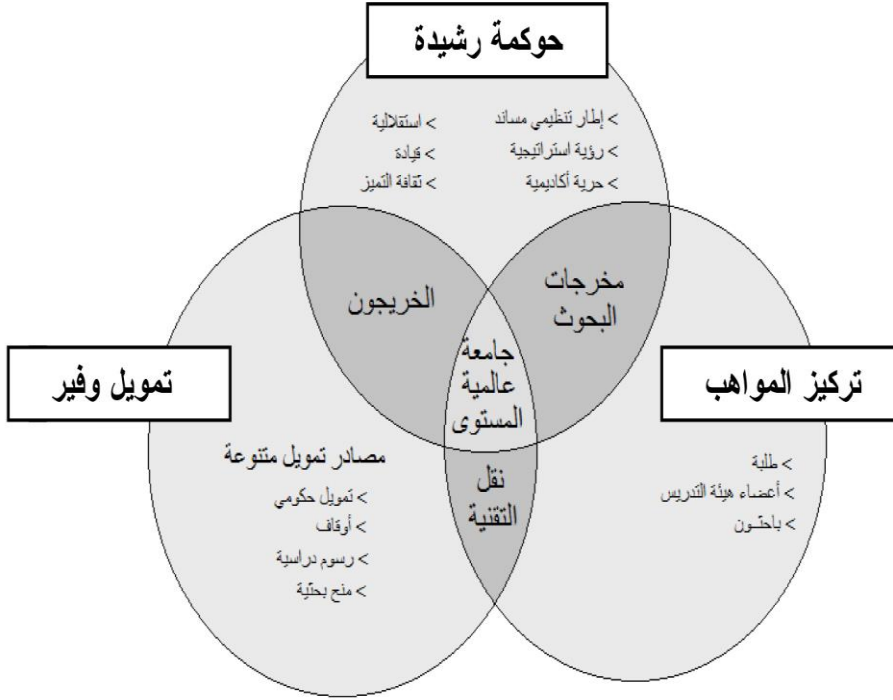 حوكمة رشيدة
> إطار تنظيمي مساند
> رؤية استراتيجية
> حرية أكاديمية
> استقلالية
> قيادة
> ثقافة التميز
مخرجات
البحوث
الخريجون
جامعة
عالمية
المستوى
تركيز المواهب
> طلبة
> أعضاء هيئة التدريس
> باحثون
تمويل وفير
مصادر تمويل متنوعة
> تمويل حكومي
> أوقاف
> رسوم دراسية
> منح بحثية
نقل
التقنية